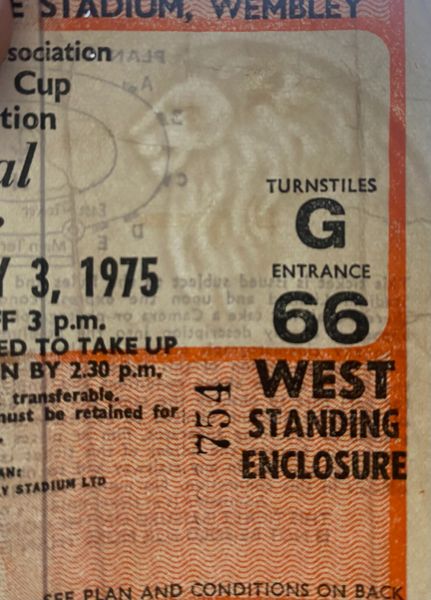 E STADIUM, WEMBLEY
sociation
Cup
tion
al
TURNSTILES
G
ENTRANCE
66
Y 3, 1975
FF 3 p.m.
ED TO TAKE UP
N BY 2.30 p.m.
transferable.
must be retained for
WEST
STANDING
ENCLOSURE
754
AN:
Y STADIUM LTD
SEE PLAN AND CONDITIONS ON BACK